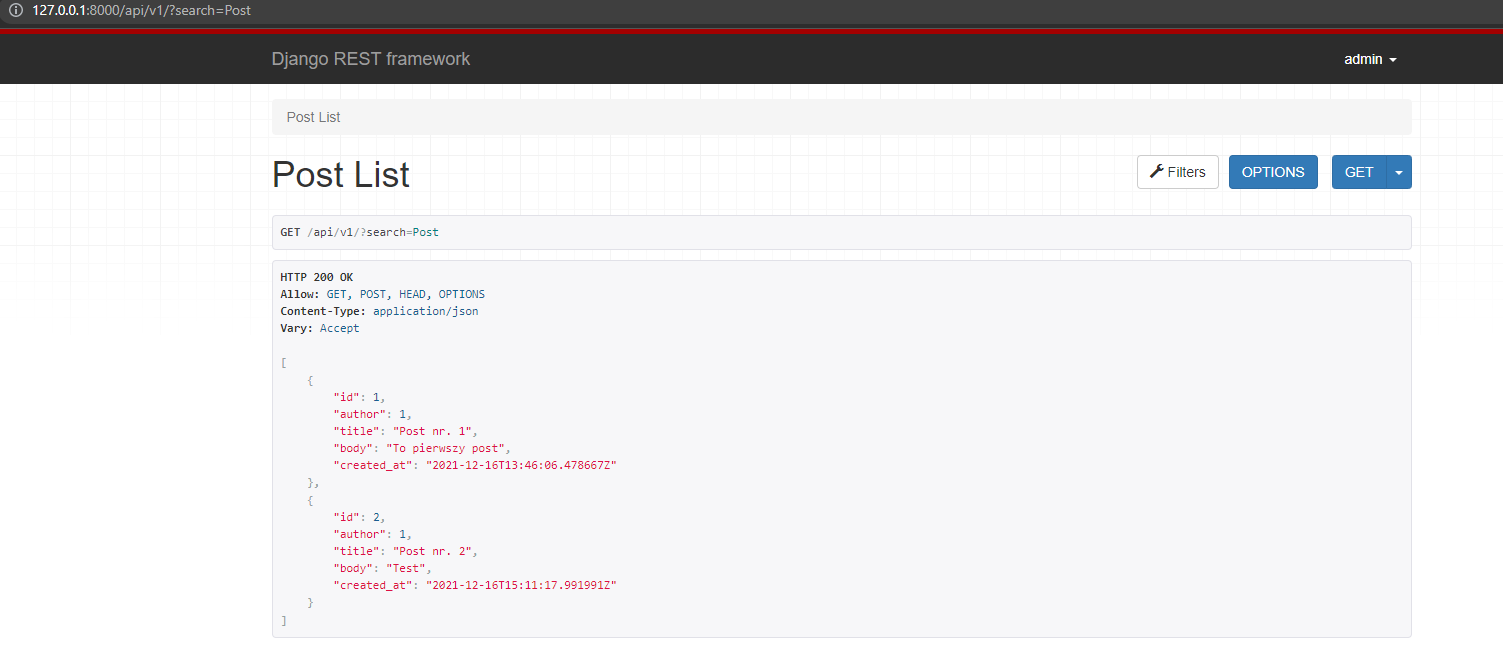 127.0.0.1:8000/api/v1/?search=Post
Django REST framework
admin
Post List
Post List
Filters
OPTIONS
GET
GET /api/v1/?search=Post
HTTP 200 OK
Allow: GET, POST, HEAD, OPTIONS
Content-Type: application/json
Vary: Accept
[
    {
        "id": 1,
        "author": 1,
        "title": "Post nr. 1",
        "body": "To pierwszy post",
        "created_at": "2021-12-16T13:46:06.478667Z"
    },
    {
        "id": 2,
        "author": 1,
        "title": "Post nr. 2",
        "body": "Test",
        "created_at": "2021-12-16T15:11:17.991991Z"
    }
]